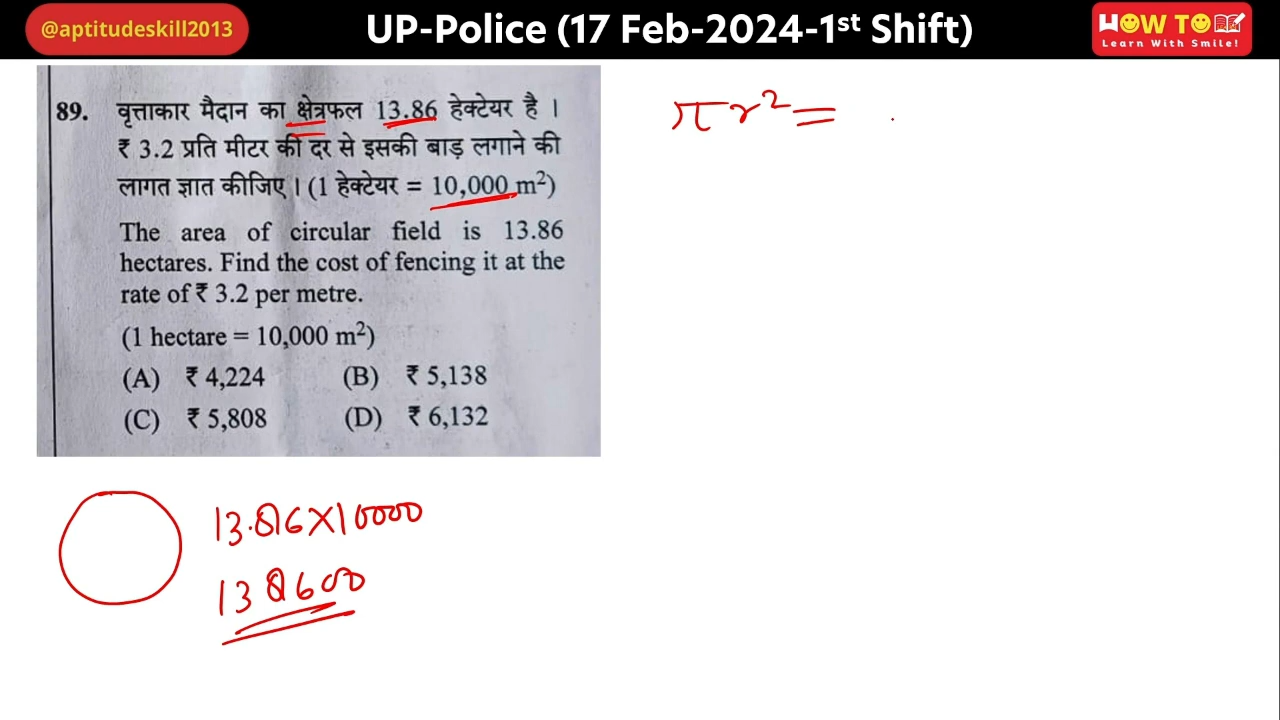 @aptitudeskill2013
UP-Police (17 Feb-2024-1st Shift)
HOW TO
Learn With Smile!
89. वृत्ताकार मैदान का क्षेत्रफल 13.86 हेक्टेयर है ।
₹ 3.2 प्रति मीटर की दर से इसकी बाड़ लगाने की
लागत ज्ञात कीजिए । (1 हेक्टेयर = 10,000 m²)
The area of circular field is 13.86
hectares. Find the cost of fencing it at the
rate of ₹ 3.2 per metre.
(1 hectare = 10,000 m²)
(A) ₹ 4,224 (B) ₹ 5,138
(C) ₹ 5,808 (D) ₹ 6,132
πr² =
13.86×10000
138600